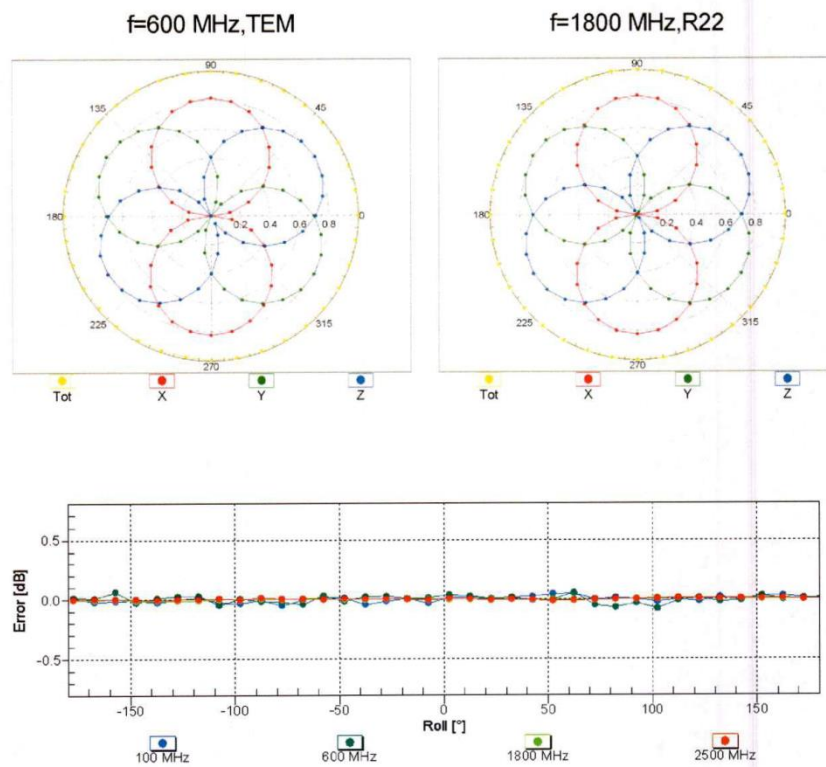 f=600 MHz,TEM
f=1800 MHz,R22
90
135
45
180
0.2 0.4 0.6 0.8
0
225
315
270
Tot X Y Z
90
135
45
180
0.2 0.4 0.6 0.8
0
225
315
270
Tot X Y Z
Error [dB]
0.5
0.0
-0.5
-150 -100 -50 0 50 100 150
Roll [°]
100 MHz 600 MHz 1800 MHz 2500 MHz